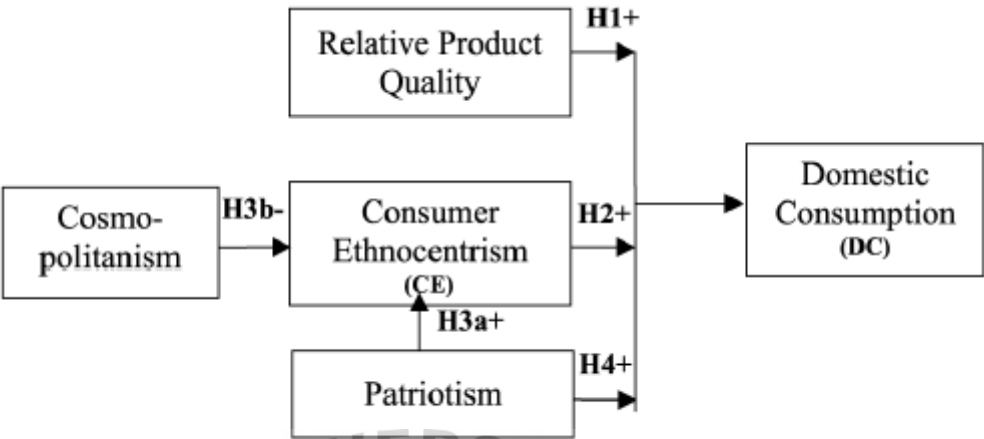 H1+
Relative Product
Quality
Cosmo-
politanism
H3b-
Consumer
Ethnocentrism
(CE)
H2+
Domestic
Consumption
(DC)
H3a+
Patriotism
H4+